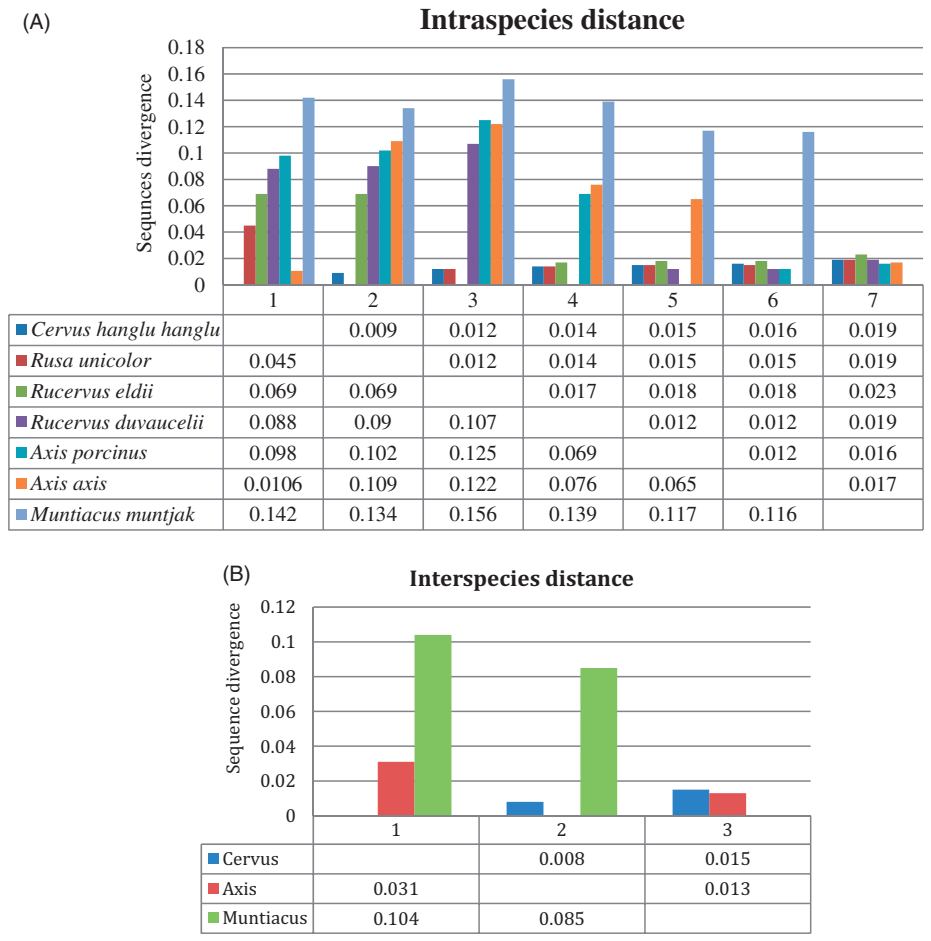 (A)
Intraspecies distance
Sequnces divergence
0.18
0.16
0.14
0.12
0.1
0.08
0.06
0.04
0.02
0
1 2 3 4 5 6 7
Cervus hanglu hanglu 0.009 0.012 0.014 0.015 0.016 0.019
Rusa unicolor 0.045 0.012 0.014 0.015 0.015 0.019
Rucervus eldii 0.069 0.069 0.017 0.018 0.018 0.023
Rucervus duvaucelii 0.088 0.09 0.107 0.012 0.012 0.019
Axis porcinus 0.098 0.102 0.125 0.069 0.012 0.016
Axis axis 0.0106 0.109 0.122 0.076 0.065 0.017
Muntiacus muntjak 0.142 0.134 0.156 0.139 0.117 0.116
(B)
Interspecies distance
Sequence divergence
0.12
0.1
0.08
0.06
0.04
0.02
0
1 2 3
Cervus 0.008 0.015
Axis 0.031 0.013
Muntiacus 0.104 0.085